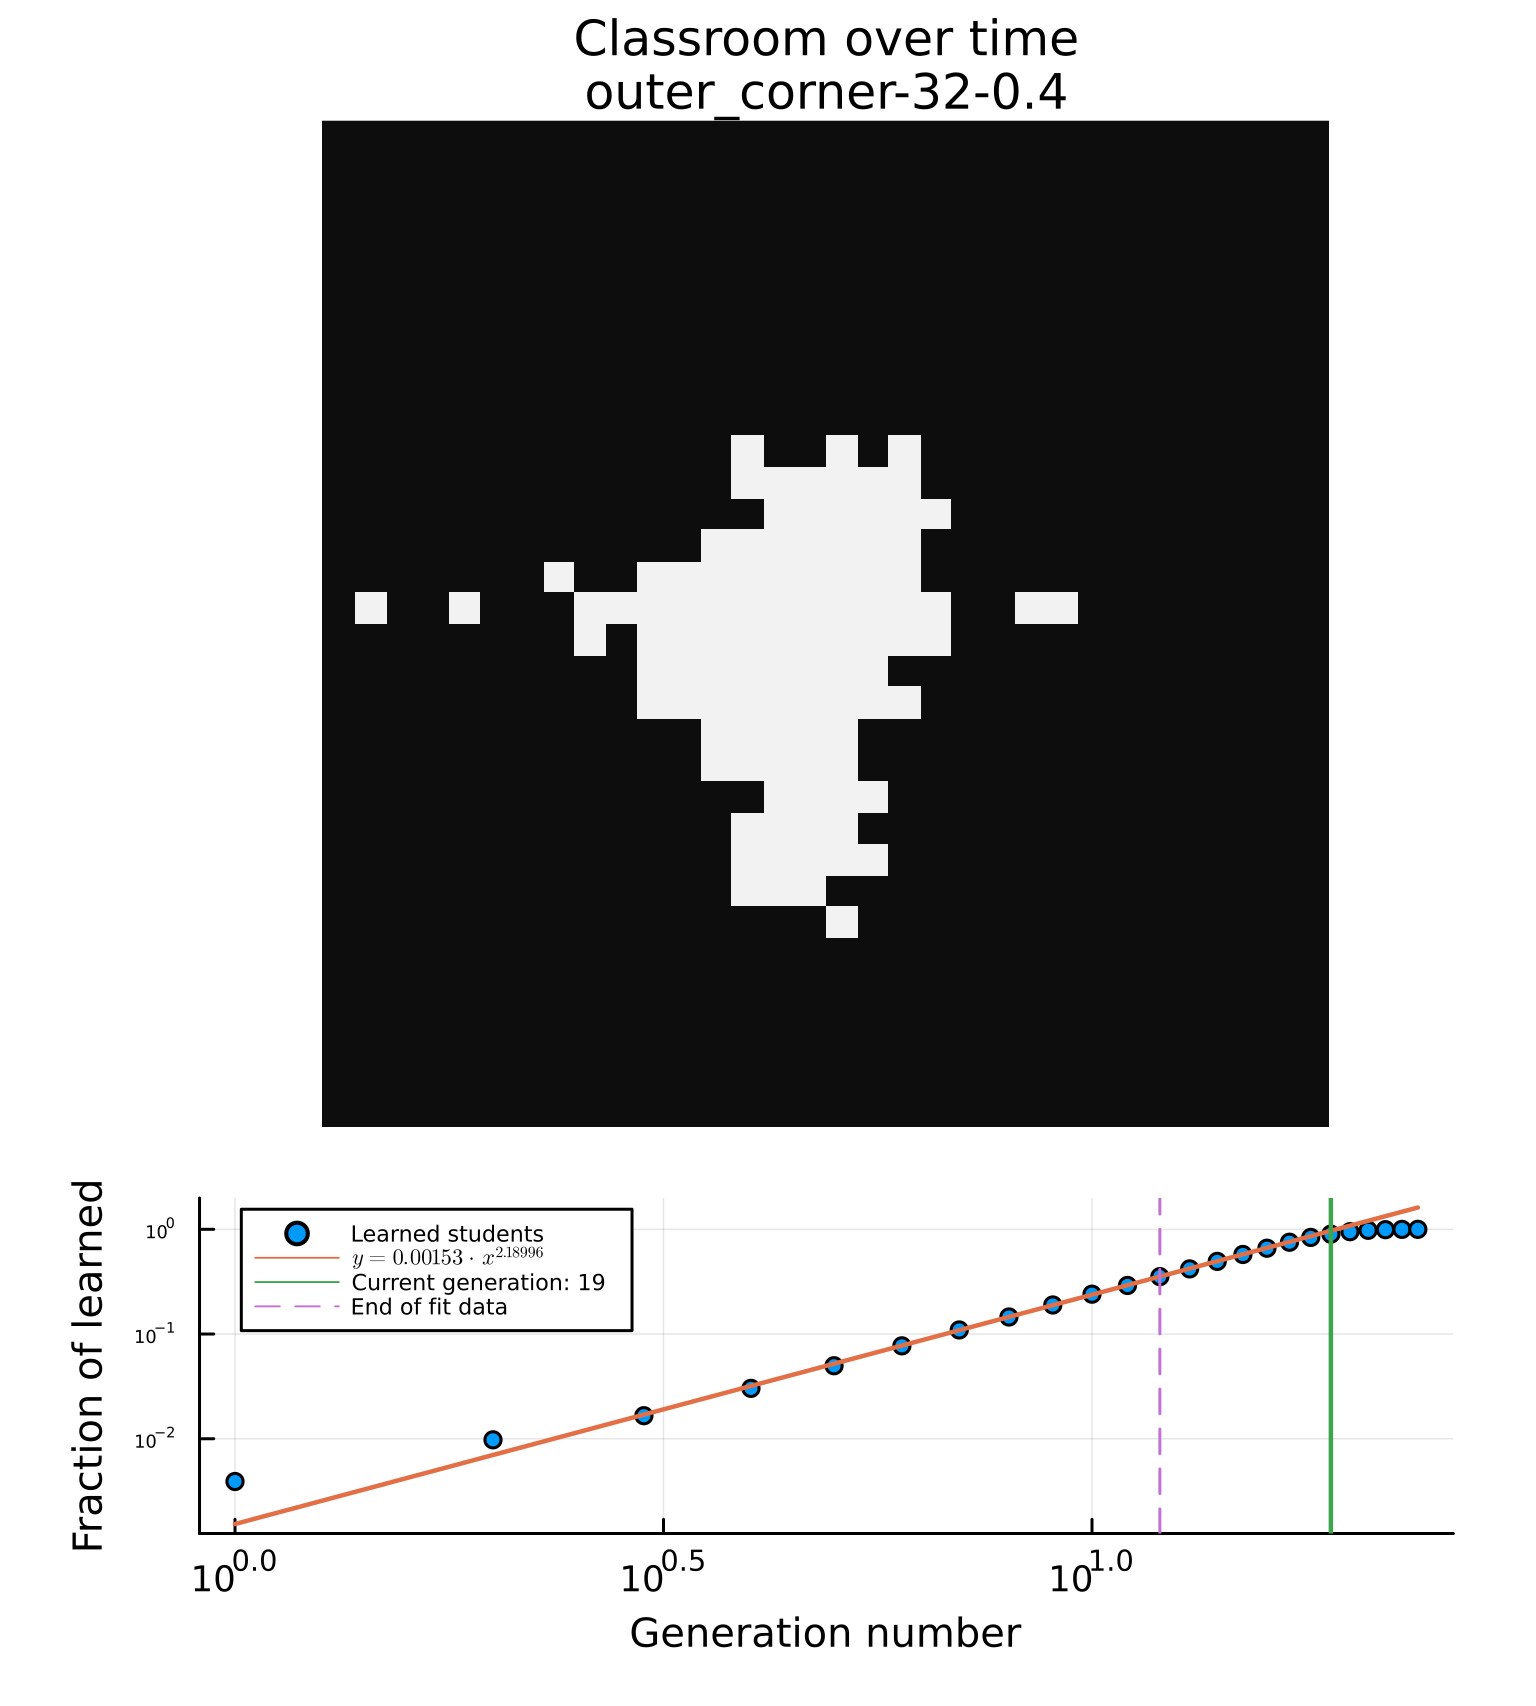 Classroom over time
outer_corner-32-0.4
Fraction of learned
10^0
10^−1
10^−2
Learned students
y = 0.00153 · x^2.18996
Current generation: 19
End of fit data
10^0.0
10^0.5
10^1.0
Generation number